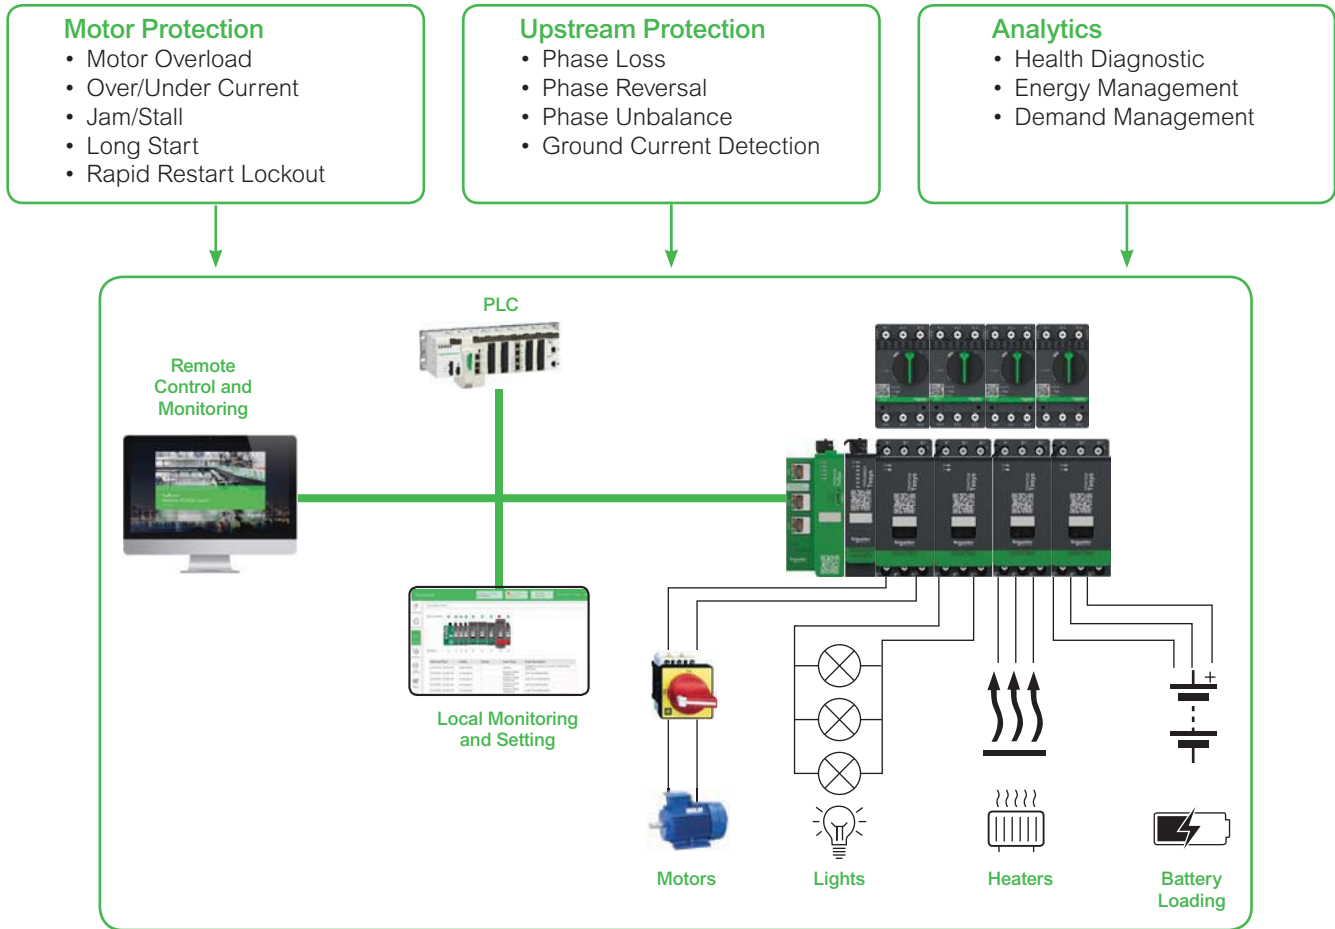 Motor Protection
• Motor Overload
• Over/Under Current
• Jam/Stall
• Long Start
• Rapid Restart Lockout
Upstream Protection
• Phase Loss
• Phase Reversal
• Phase Unbalance
• Ground Current Detection
Analytics
• Health Diagnostic
• Energy Management
• Demand Management
PLC
Remote
Control and
Monitoring
Local Monitoring
and Setting
+
Motors
Lights
Heaters
Battery
Loading